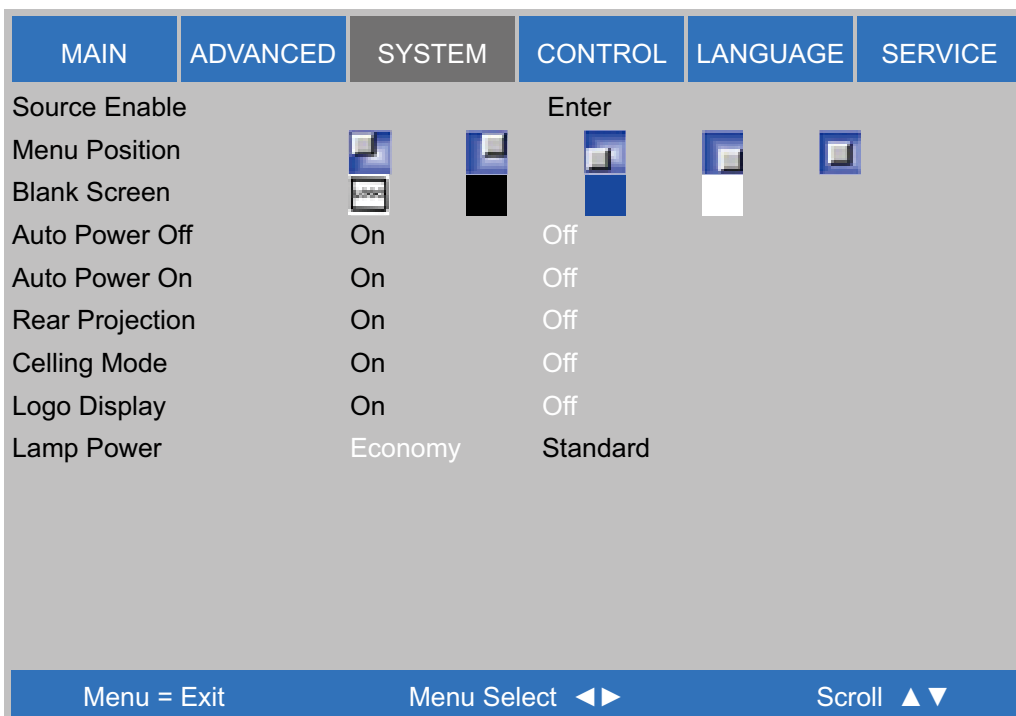 MAIN ADVANCED SYSTEM CONTROL LANGUAGE SERVICE
Source Enable Enter
Menu Position
Blank Screen
Auto Power Off On Off
Auto Power On On Off
Rear Projection On Off
Celling Mode On Off
Logo Display On Off
Lamp Power Economy Standard
Menu = Exit Menu Select ◄► Scroll ▲▼